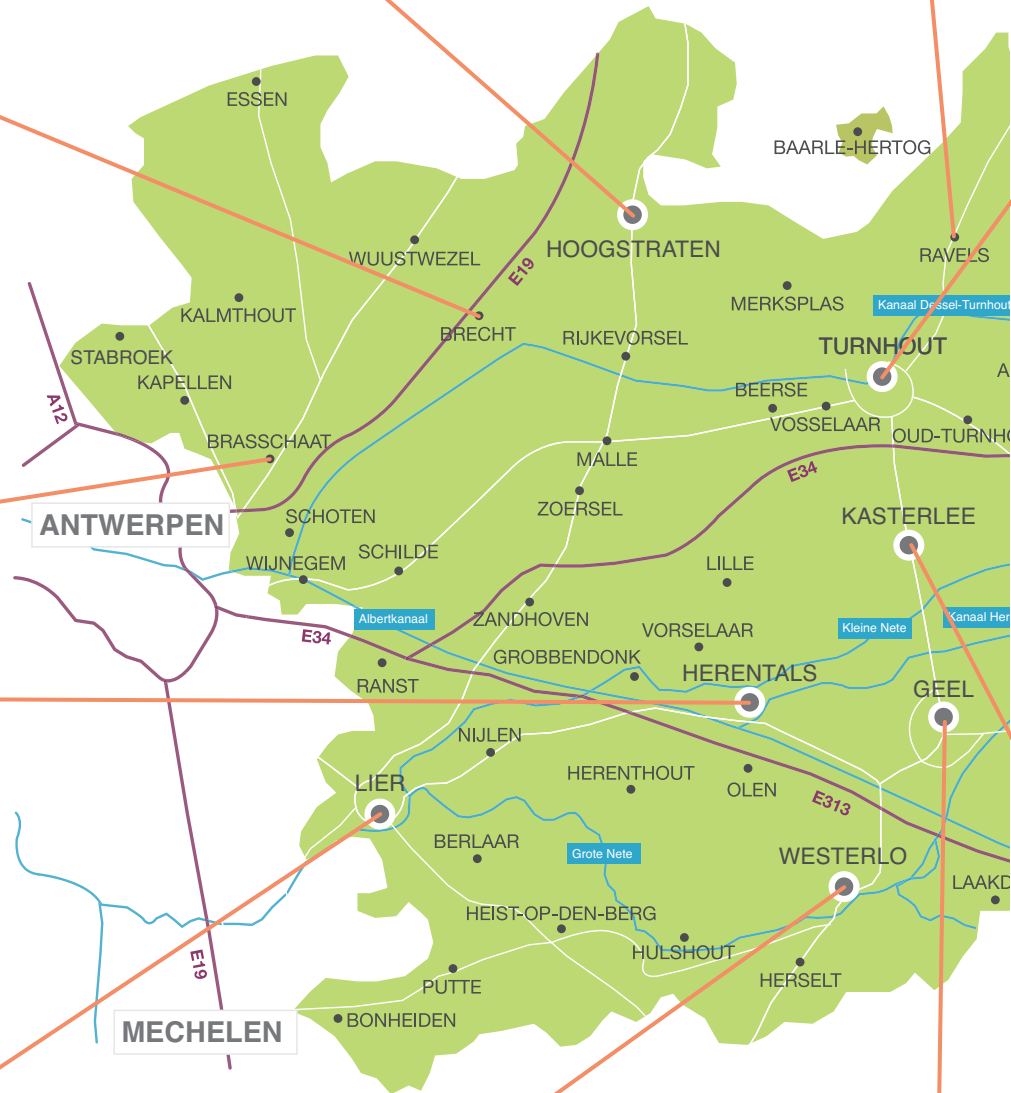 ESSEN
BAARLE-HERTOG
HOOGSTRATEN
WUUSTWEZEL
RAVELS
E19
KALMTHOUT
MERKSPLAS
Kanaal Dessel-Turnhout
BRECHT
RIJKEVORSEL
TURNHOUT
STABROEK
KAPELLEN
A
BEERSE
A12
VOSSELAAR
OUD-TURNHO
BRASSCHAAT
MALLE
E34
ZOERSEL
SCHOTEN
KASTERLEE
ANTWERPEN
SCHILDE
WIJNEGEM
LILLE
Albertkanaal
ZANDHOVEN
Kanaal Her
Kleine Nete
VORSELAAR
E34
GROBBENDONK
HERENTALS
RANST
GEEL
NIJLEN
HERENTHOUT
LIER
OLEN
E313
BERLAAR
Grote Nete
WESTERLO
LAAKD
HEIST-OP-DEN-BERG
HULSHOUT
E19
HERSELT
PUTTE
BONHEIDEN
MECHELEN